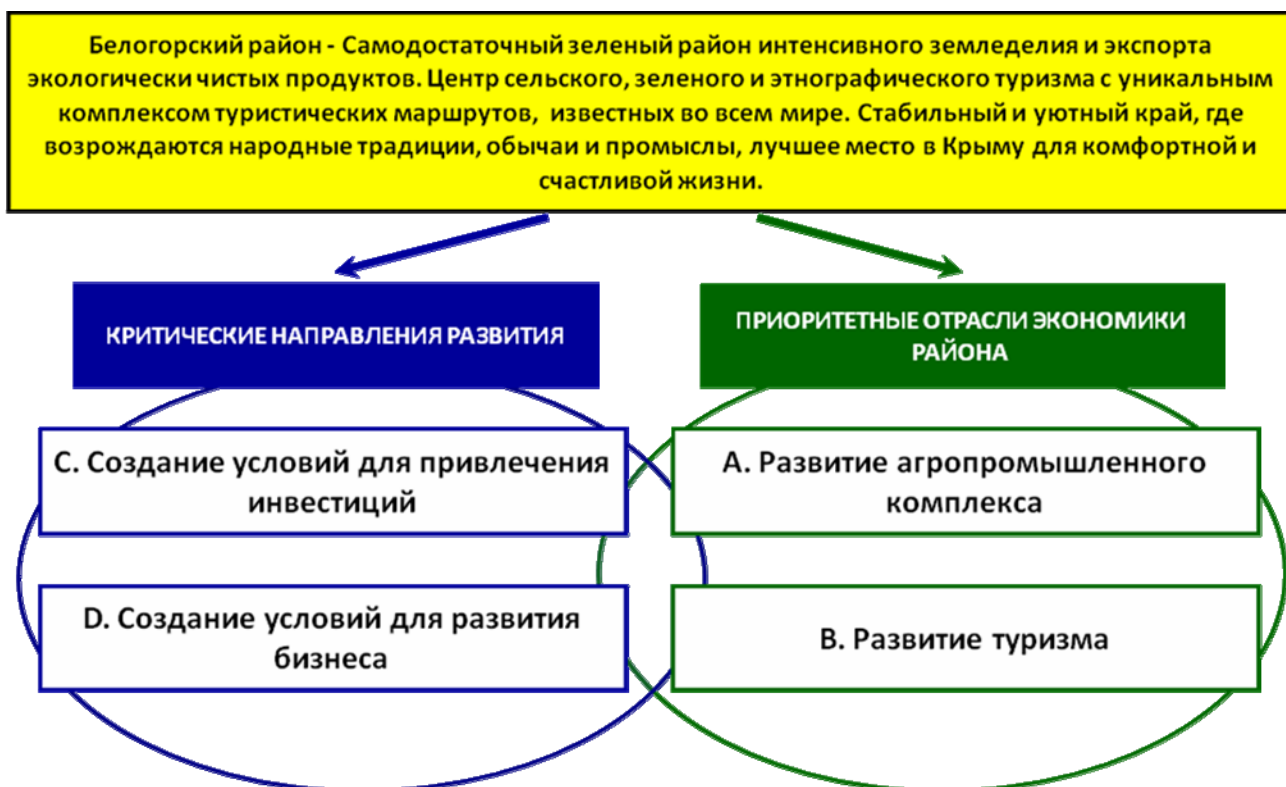 Белогорский район - Самодостаточный зеленый район интенсивного земледелия и экспорта
экологически чистых продуктов. Центр сельского, зеленого и этнографического туризма с уникальным
комплексом туристических маршрутов, известных во всем мире. Стабильный и уютный край, где
возрождаются народные традиции, обычаи и промыслы, лучшее место в Крыму для комфортной и
счастливой жизни.
КРИТИЧЕСКИЕ НАПРАВЛЕНИЯ РАЗВИТИЯ
C. Создание условий для привлечения
инвестиций
D. Создание условий для развития
бизнеса
ПРИОРИТЕТНЫЕ ОТРАСЛИ ЭКОНОМИКИ
РАЙОНА
A. Развитие агропромышленного
комплекса
B. Развитие туризма